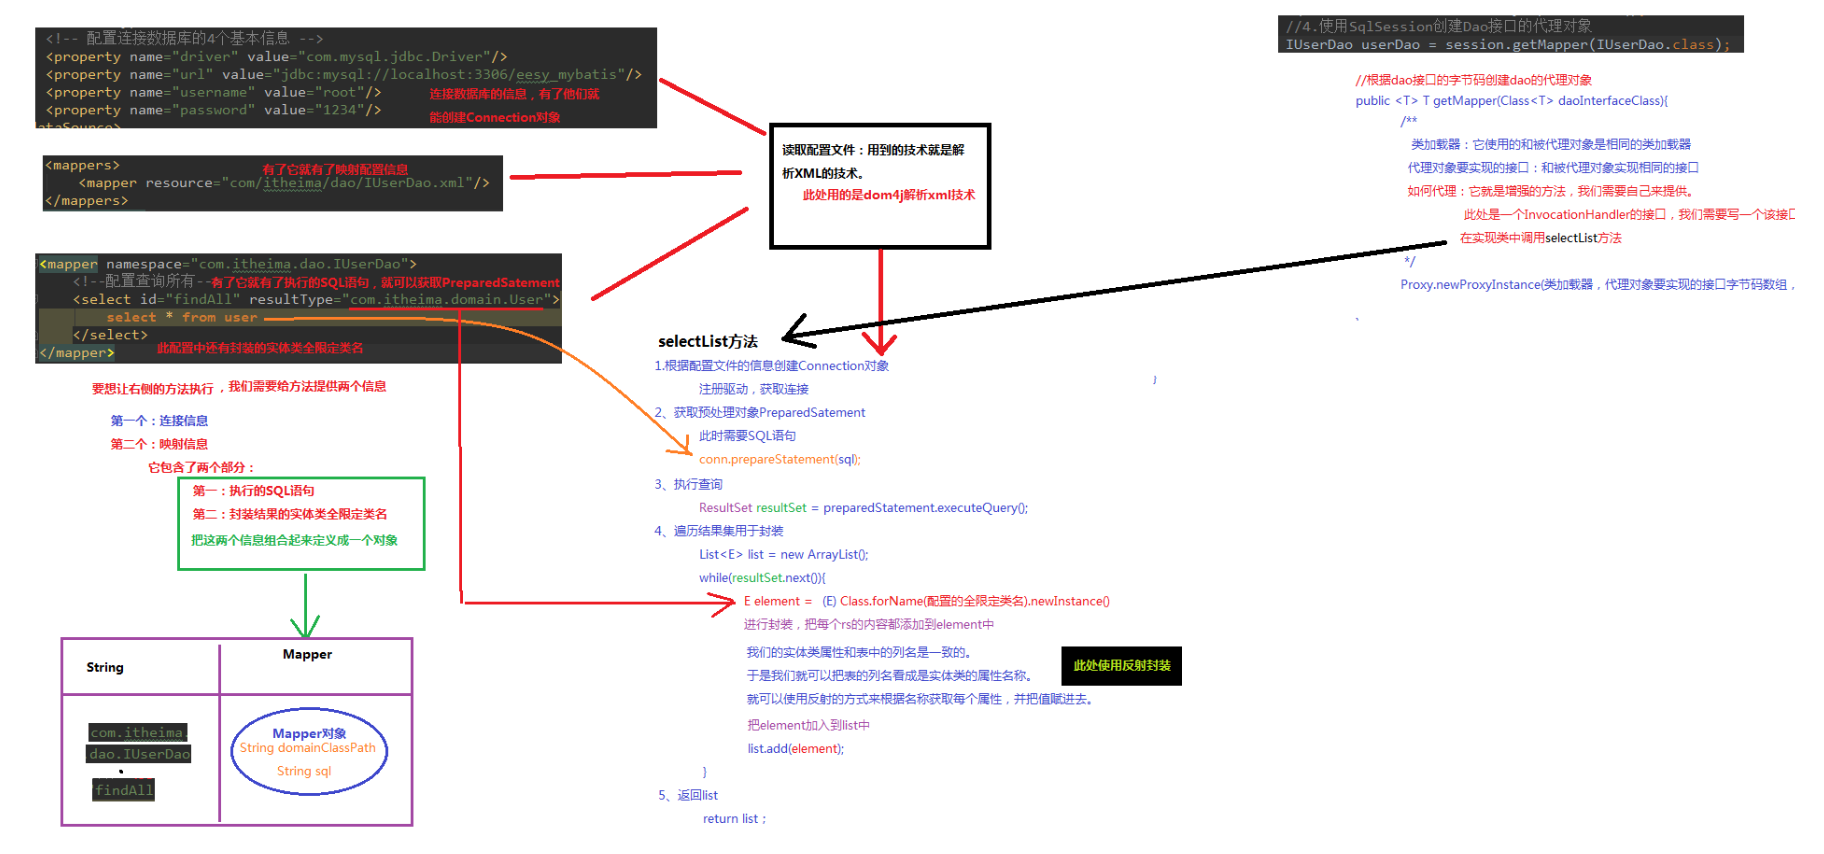 <!-- 配置连接数据库的4个基本信息 -->
<property name="driver" value="com.mysql.jdbc.Driver"/>
<property name="url" value="jdbc:mysql://localhost:3306/eesy_mybatis"/>
<property name="username" value="root"/>
<property name="password" value="1234"/>
连接数据库的信息，有了他们就
能创建Connection对象
<mappers>
有了它就有了映射配置信息
<mapper resource="com/itheima/dao/IUserDao.xml"/>
</mappers>
<mapper namespace="com.itheima.dao.IUserDao">
<!--配置查询所有--
有了它就有了执行的SQL语句，就可以获取PreparedSatement
<select id="findAll" resultType="com.itheima.domain.User">
select * from user
</select>
</mapper>
此配置中还有封装的实体类全限定类名
要想让右侧的方法执行，我们需要给方法提供两个信息
第一个：连接信息
第二个：映射信息
它包含了两个部分：
第一：执行的SQL语句
第二：封装结果的实体类全限定类名
把这两个信息组合起来定义成一个对象
String
Mapper
com.itheima.
dao.IUserDao
.
findAll
Mapper对象
String domainClassPath
String sql
读取配置文件：用到的技术就是解
析XML的技术。
此处用的是dom4j解析xml技术
selectList方法
1.根据配置文件的信息创建Connection对象
注册驱动，获取连接
2、获取预处理对象PreparedSatement
此时需要SQL语句
conn.prepareStatement(sql);
3、执行查询
ResultSet resultSet = preparedStatement.executeQuery();
4、遍历结果集用于封装
List<E> list = new ArrayList();
while(resultSet.next()){
E element = (E) Class.forName(配置的全限定类名).newInstance()
进行封装，把每个rs的内容都添加到element中
我们的实体类属性和表中的列名是一致的。
于是我们就可以把表的列名看成是实体类的属性名称。
就可以使用反射的方式来根据名称获取每个属性，并把值赋进去。
此处使用反射封装
把element加入到list中
list.add(element);
}
5、返回list
return list；
//4.使用SqlSession创建Dao接口的代理对象
IUserDao userDao = session.getMapper(IUserDao.class);
//根据dao接口的字节码创建dao的代理对象
public <T> T getMapper(Class<T> daoInterfaceClass){
/**
类加载器：它使用的和被代理对象是相同的类加载器
代理对象要实现的接口：和被代理对象实现相同的接口
如何代理：它就是增强的方法，我们需要自己来提供。
此处是一个InvocationHandler的接口，我们需要写一个该接口
在实现类中调用selectList方法
*/
Proxy.newProxyInstance(类加载器，代理对象要实现的接口字节码数组，
}